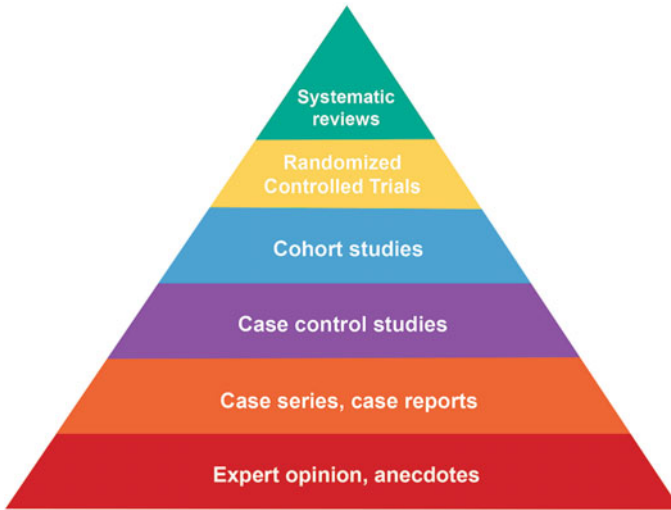 Systematic
reviews
Randomized
Controlled Trials
Cohort studies
Case control studies
Case series, case reports
Expert opinion, anecdotes